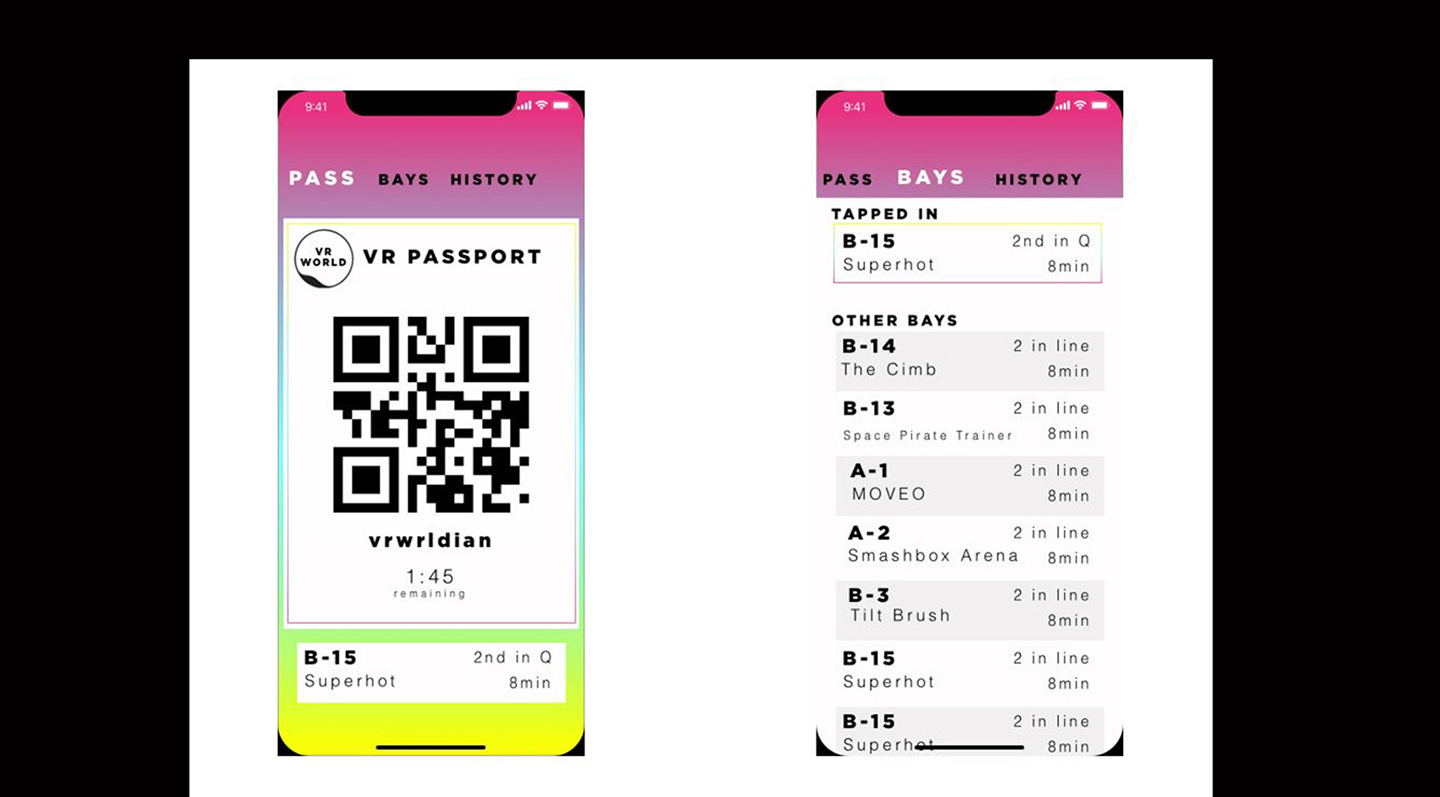 9:41
PASS BAYS HISTORY
VR WORLD
VR PASSPORT
vrwrldian
1:45
remaining
B-15 2nd in Q
Superhot 8min
9:41
PASS BAYS HISTORY
TAPPED IN
B-15 2nd in Q
Superhot 8min
OTHER BAYS
B-14 2 in line
The Cimb 8min
B-13 2 in line
Space Pirate Trainer 8min
A-1 2 in line
MOVEO 8min
A-2 2 in line
Smashbox Arena 8min
B-3 2 in line
Tilt Brush 8min
B-15 2 in line
Superhot 8min
B-15 2 in line
Superhot 8min